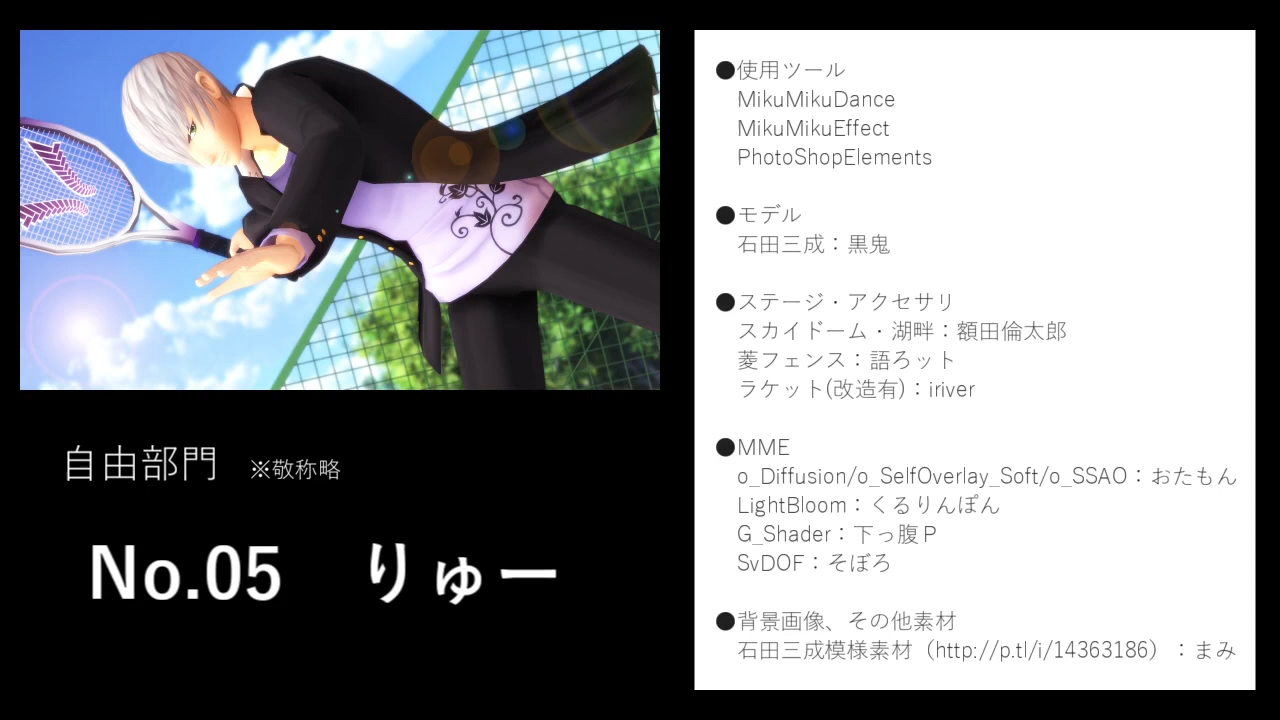 自由部門 ※敬称略
No.05 りゅー
●使用ツール
MikuMikuDance
MikuMikuEffect
PhotoShopElements
●モデル
石田三成：黒鬼
●ステージ・アクセサリ
スカイドーム・湖畔：額田倫太郎
菱フェンス：語ろット
ラケット(改造有)：iriver
●MME
o_Diffusion/o_SelfOverlay_Soft/o_SSAO：おたもん
LightBloom：くるりんぽん
G_Shader：下っ腹P
SvDOF：そぼろ
●背景画像、その他素材
石田三成模様素材（http://p.tl/i/14363186）：まみ